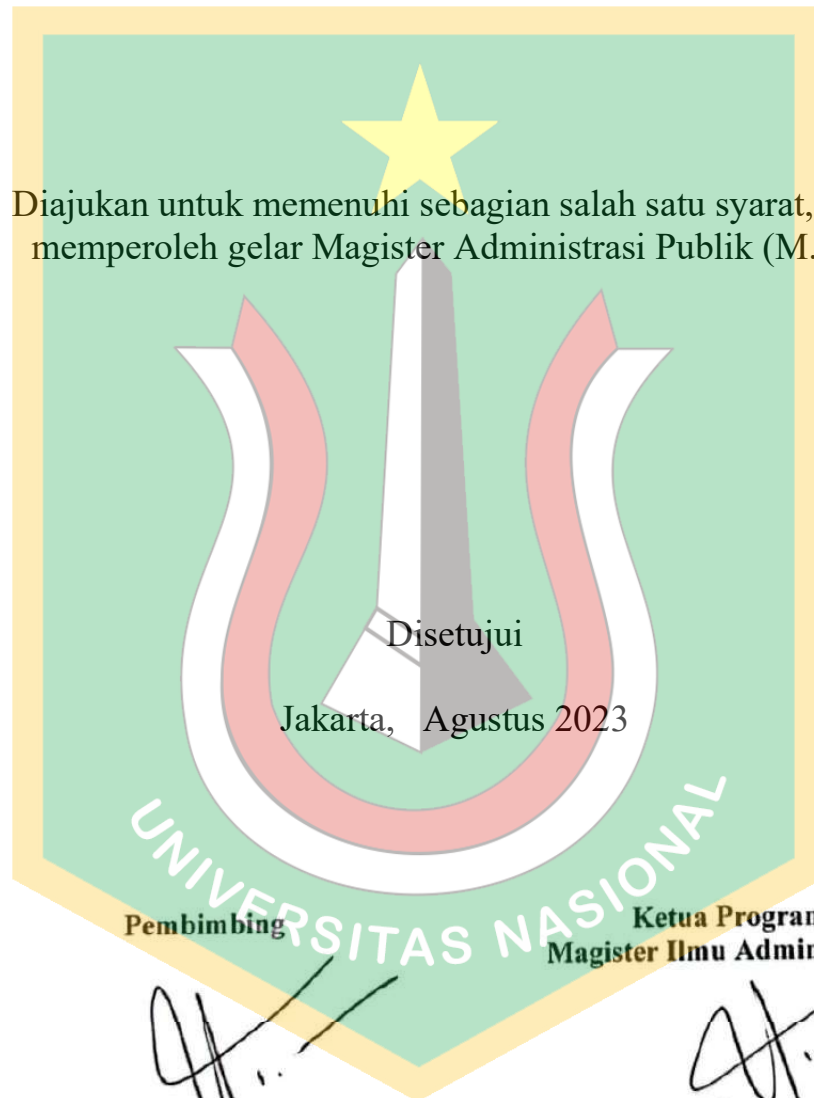 Diajukan untuk memenuhi sebagian salah satu syarat,
memperoleh gelar Magister Administrasi Publik (M.
Disetujui
Jakarta, Agustus 2023
UNIVERSITAS NASIONAL
Pembimbing
Ketua Program
Magister Ilmu Admin